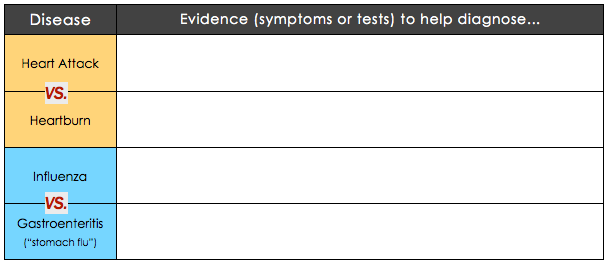 Disease Evidence (symptoms or tests) to help diagnose...
Heart Attack
VS.
Heartburn
Influenza
VS.
Gastroenteritis
(“stomach flu”)